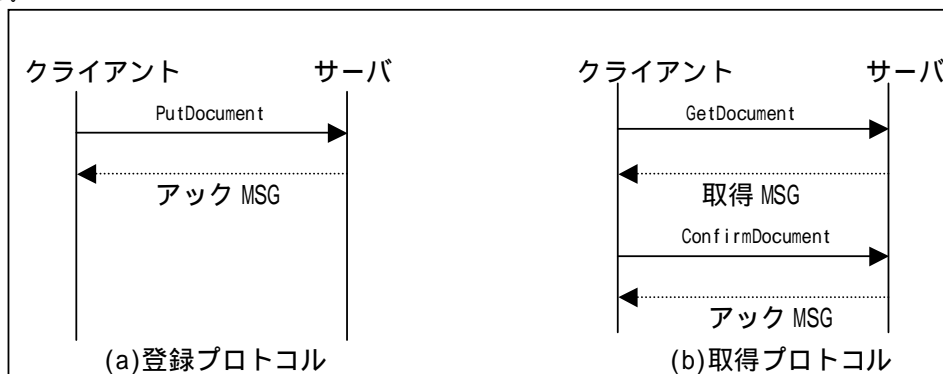 クライアント サーバ
PutDocument
アック MSG
(a)登録プロトコル
クライアント サーバ
GetDocument
取得 MSG
ConfirmDocument
アック MSG
(b)取得プロトコル